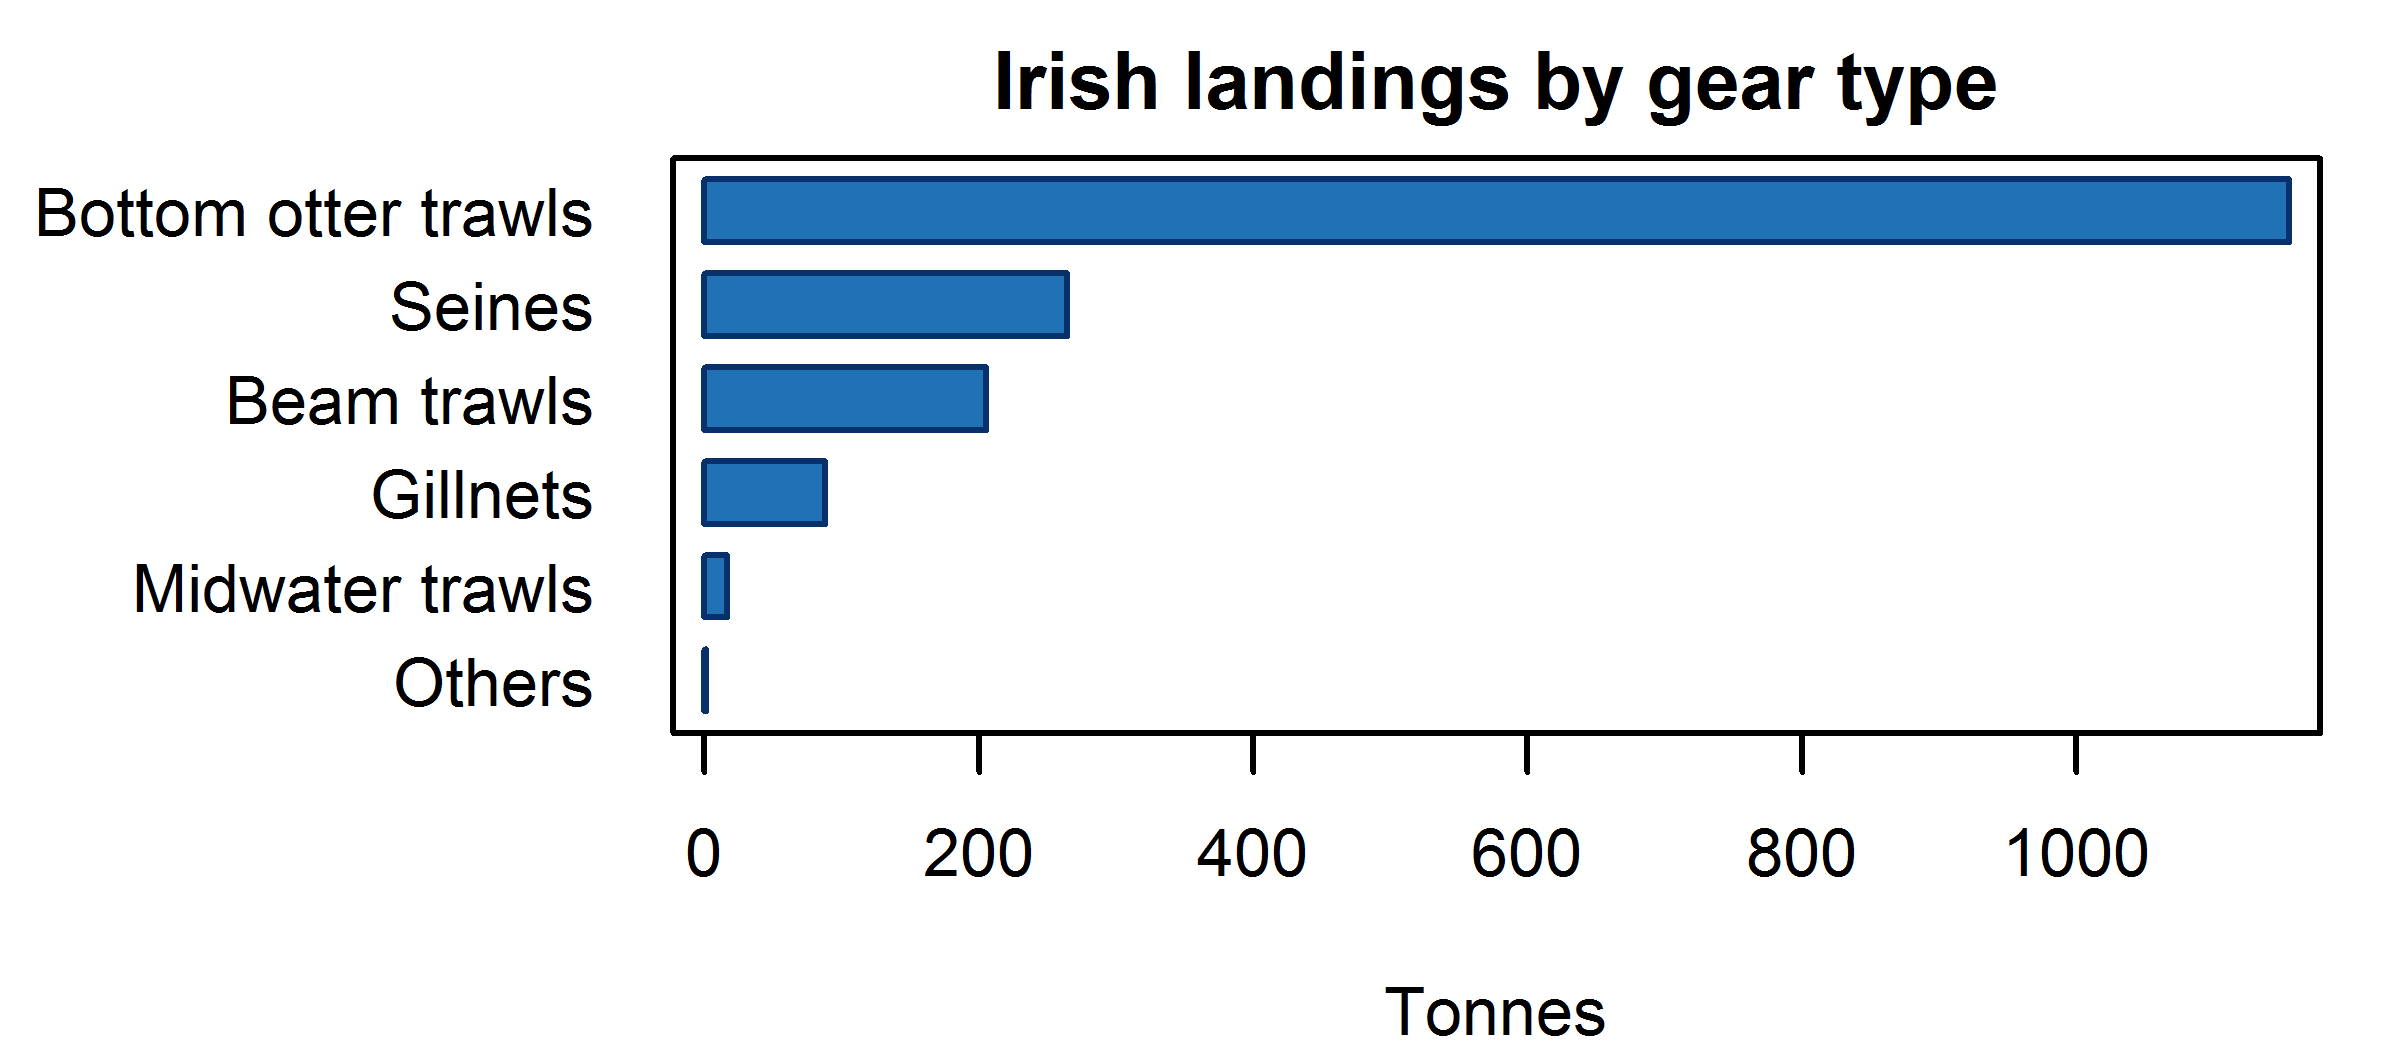 Irish landings by gear type
Bottom otter trawls
Seines
Beam trawls
Gillnets
Midwater trawls
Others
0 200 400 600 800 1000
Tonnes